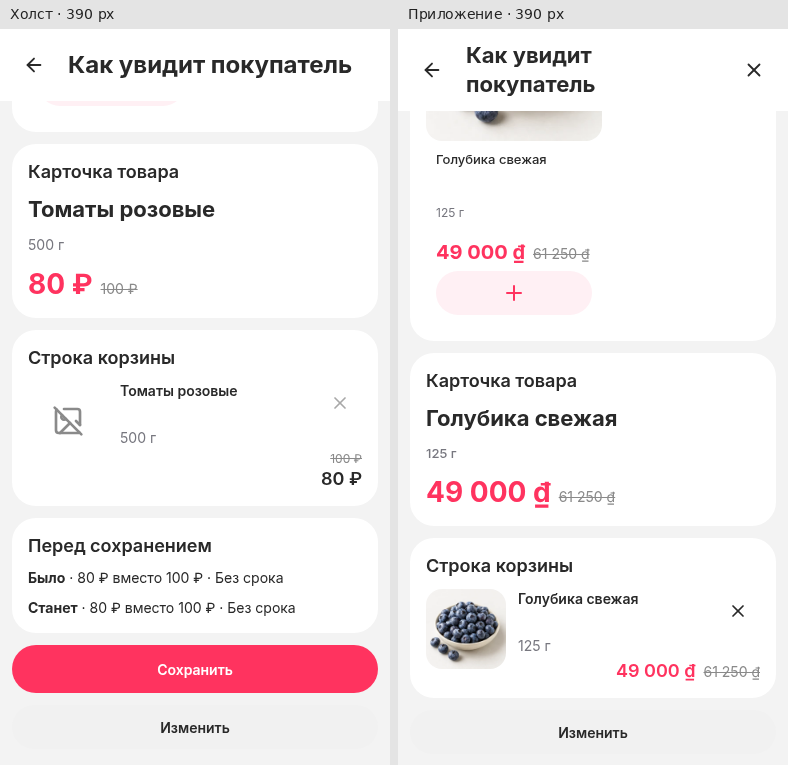 Холст · 390 px
Как увидит покупатель
Карточка товара
Томаты розовые
500 г
80 ₽ 100 ₽
Строка корзины
Томаты розовые
500 г
100 ₽
80 ₽
Перед сохранением
Было · 80 ₽ вместо 100 ₽ · Без срока
Станет · 80 ₽ вместо 100 ₽ · Без срока
Сохранить
Изменить
Приложение · 390 px
Как увидит
покупатель
Голубика свежая
125 г
49 000 ₫ 61 250 ₫
Карточка товара
Голубика свежая
125 г
49 000 ₫ 61 250 ₫
Строка корзины
Голубика свежая
125 г
49 000 ₫ 61 250 ₫
Изменить